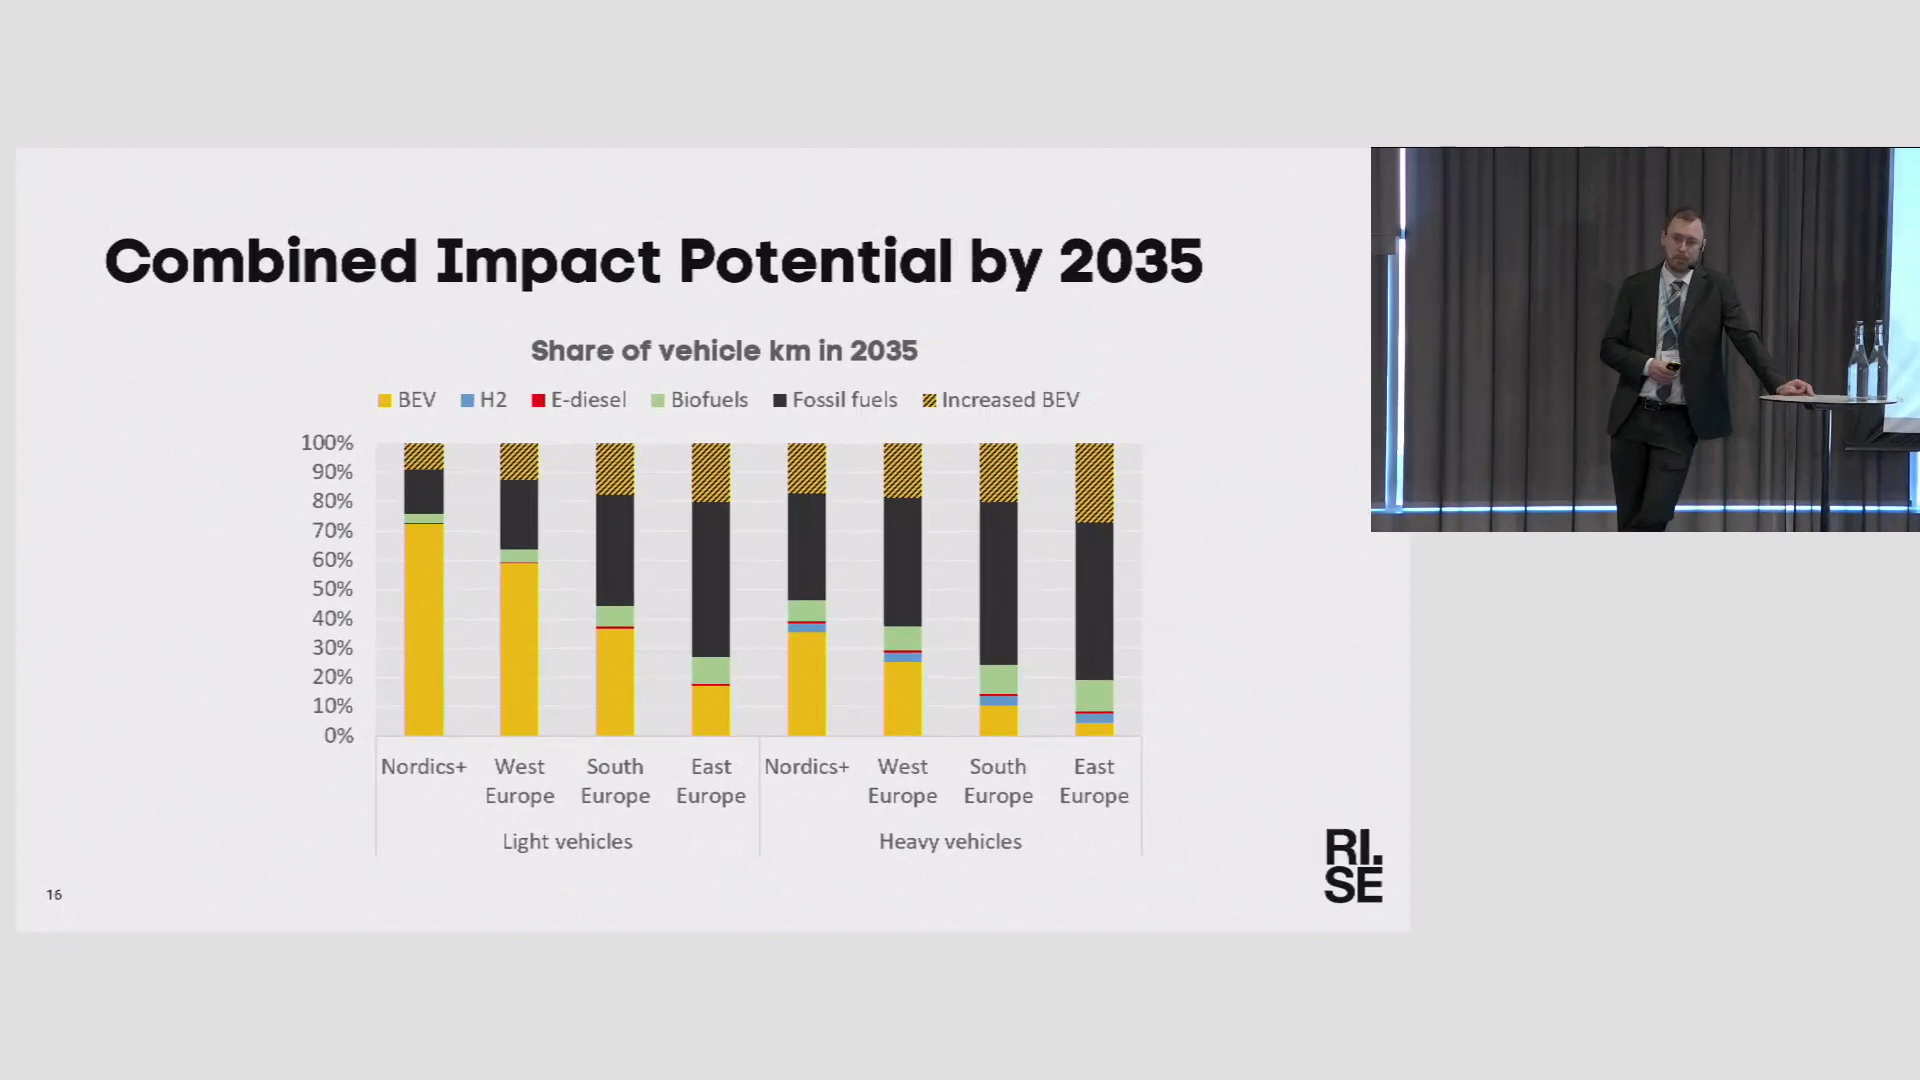 Combined Impact Potential by 2035
Share of vehicle km in 2035
BEV H2 E-diesel Biofuels Fossil fuels Increased BEV
100%
90%
80%
70%
60%
50%
40%
30%
20%
10%
0%
Nordics+ West Europe South Europe East Europe Nordics+ West Europe South Europe East Europe
Light vehicles Heavy vehicles
16
RI.
SE